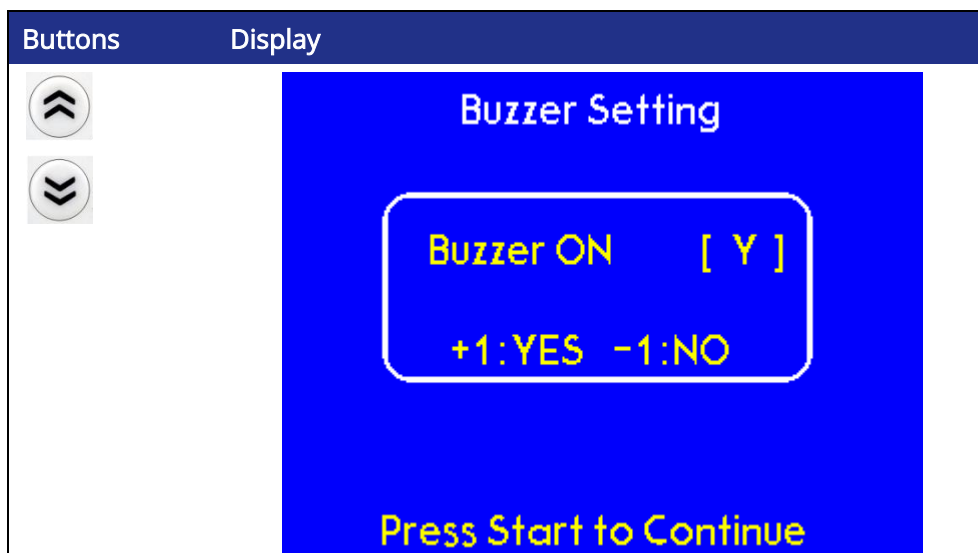 Buttons Display
Buzzer Setting
Buzzer ON [ Y ]
+1:YES -1:NO
Press Start to Continue